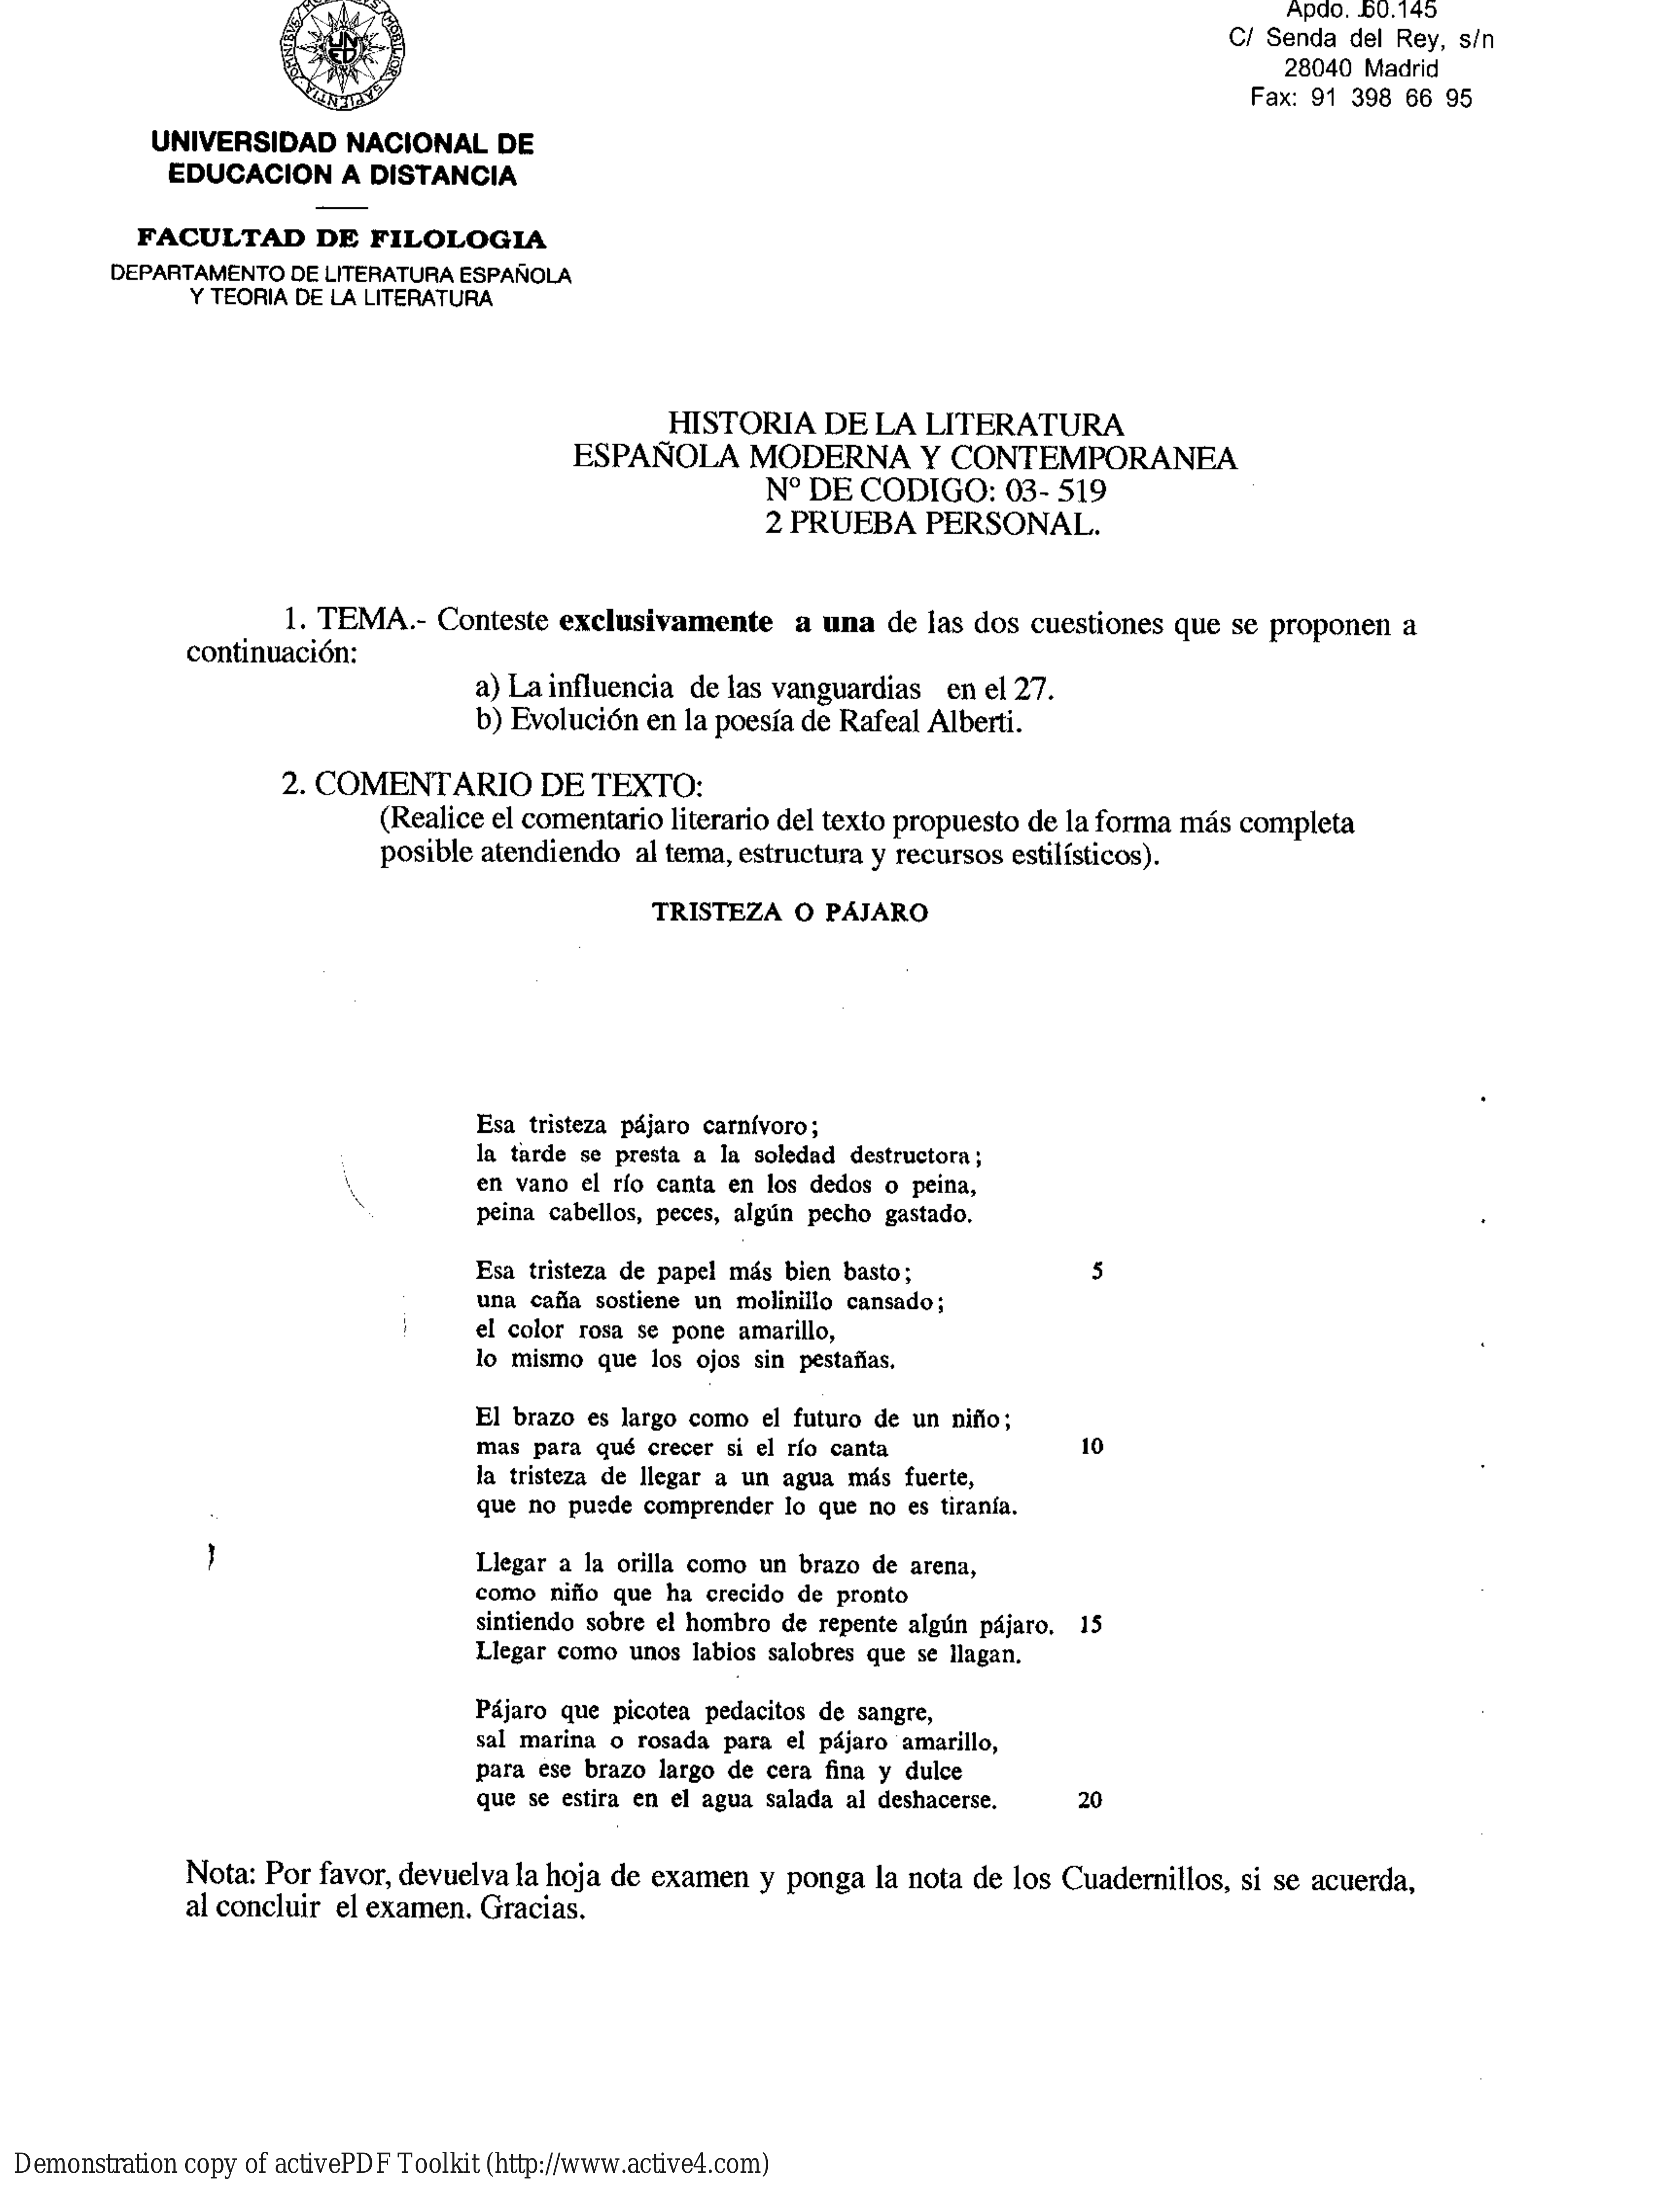 Apdo. 60.145
C/ Senda del Rey, s/n
28040 Madrid
Fax: 91 398 66 95
UNED
OMNIBVS MOBILIBVS MOBILIOR SAPIENTIA
UNIVERSIDAD NACIONAL DE
EDUCACION A DISTANCIA
FACULTAD DE FILOLOGIA
DEPARTAMENTO DE LITERATURA ESPAÑOLA
Y TEORIA DE LA LITERATURA
HISTORIA DE LA LITERATURA
ESPAÑOLA MODERNA Y CONTEMPORANEA
Nº DE CODIGO: 03- 519
2 PRUEBA PERSONAL.
1. TEMA.- Conteste exclusivamente a una de las dos cuestiones que se proponen a
continuación:
a) La influencia de las vanguardias en el 27.
b) Evolución en la poesía de Rafeal Alberti.
2. COMENTARIO DE TEXTO:
(Realice el comentario literario del texto propuesto de la forma más completa
posible atendiendo al tema, estructura y recursos estilísticos).
TRISTEZA O PÁJARO
Esa tristeza pájaro carnívoro;
la tarde se presta a la soledad destructora;
en vano el río canta en los dedos o peina,
peina cabellos, peces, algún pecho gastado.
Esa tristeza de papel más bien basto; 5
una caña sostiene un molinillo cansado;
el color rosa se pone amarillo,
lo mismo que los ojos sin pestañas.
El brazo es largo como el futuro de un niño;
mas para qué crecer si el río canta 10
la tristeza de llegar a un agua más fuerte,
que no puede comprender lo que no es tiranía.
Llegar a la orilla como un brazo de arena,
como niño que ha crecido de pronto
sintiendo sobre el hombro de repente algún pájaro. 15
Llegar como unos labios salobres que se llagan.
Pájaro que picotea pedacitos de sangre,
sal marina o rosada para el pájaro amarillo,
para ese brazo largo de cera fina y dulce
que se estira en el agua salada al deshacerse. 20
Nota: Por favor, devuelva la hoja de examen y ponga la nota de los Cuadernillos, si se acuerda,
al concluir el examen. Gracias.
Demonstration copy of activePDF Toolkit (http://www.active4.com)